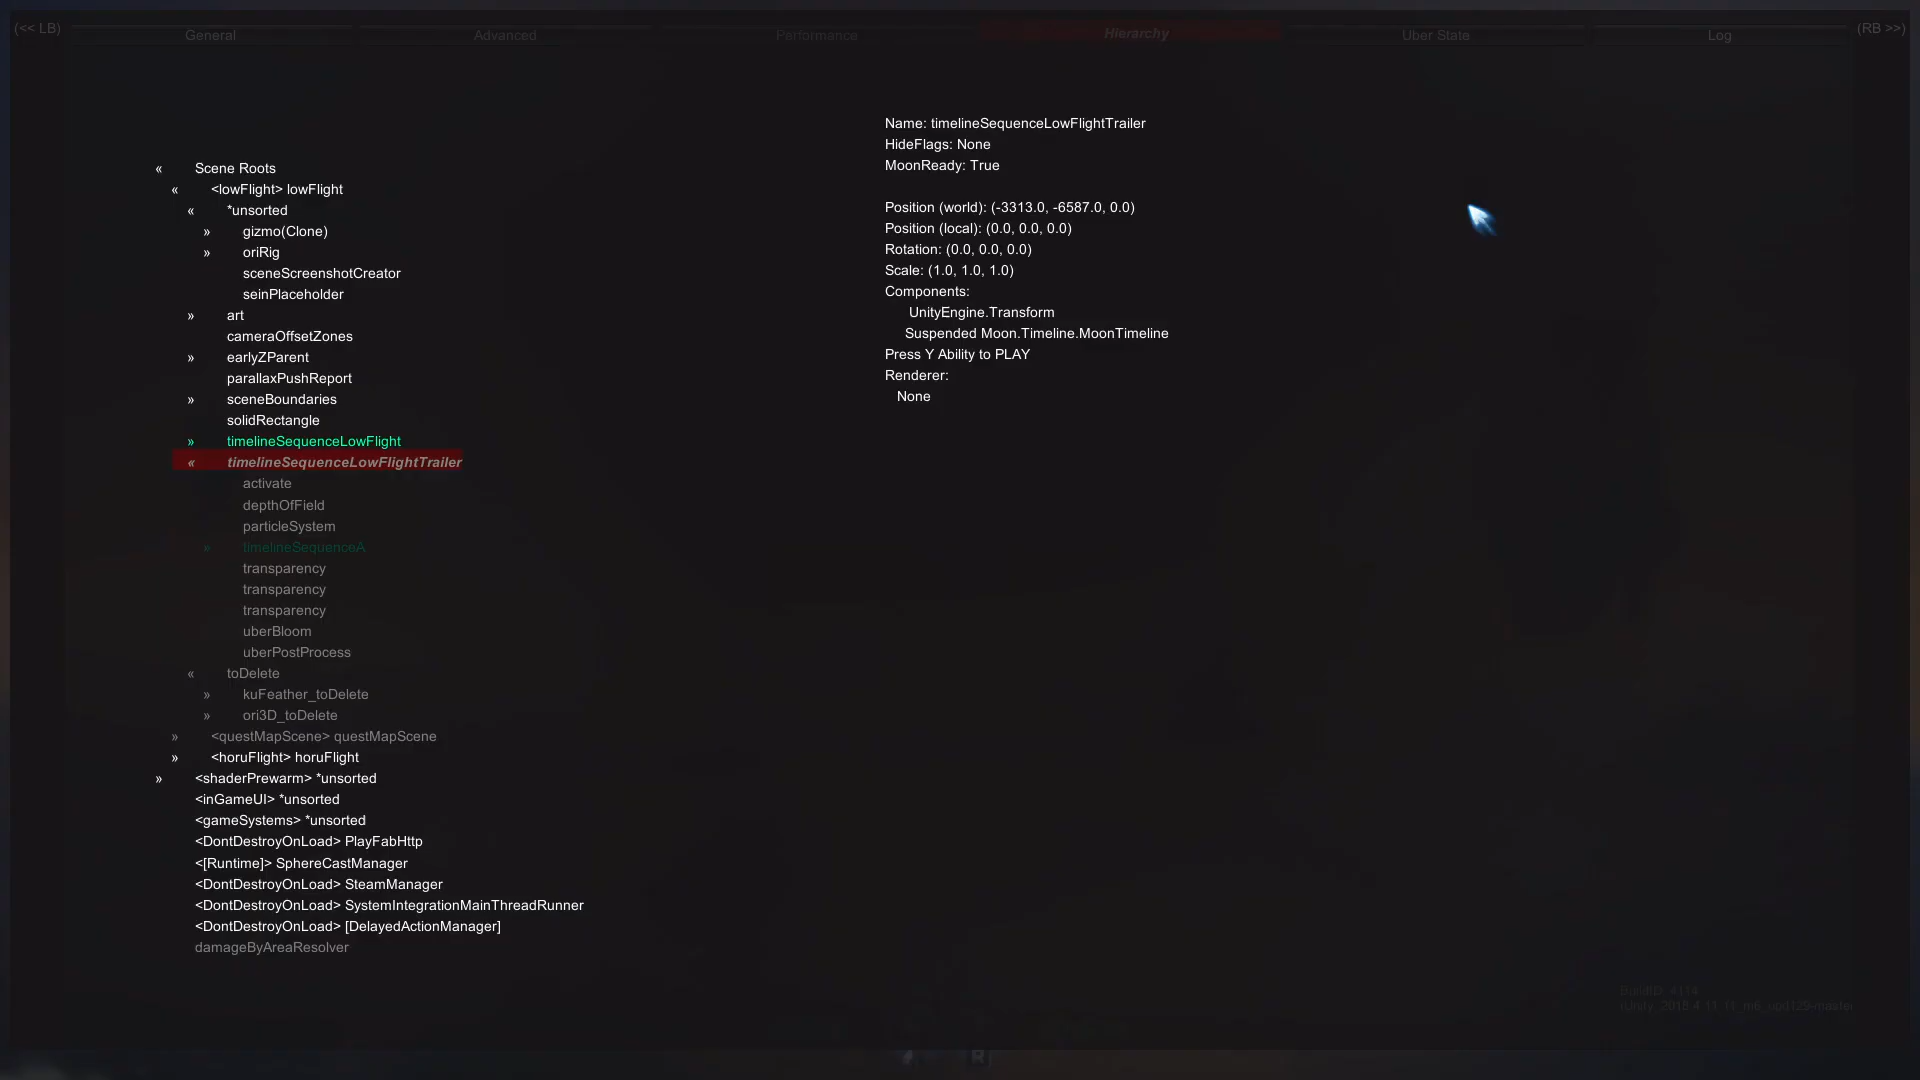 (<< LB)
General
Advanced
Performance
Hierarchy
Uber State
Log
(RB >>)
« Scene Roots
« <lowFlight> lowFlight
« *unsorted
» gizmo(Clone)
» oriRig
sceneScreenshotCreator
seinPlaceholder
» art
cameraOffsetZones
» earlyZParent
parallaxPushReport
» sceneBoundaries
solidRectangle
» timelineSequenceLowFlight
« timelineSequenceLowFlightTrailer
activate
depthOfField
particleSystem
» timelineSequenceA
transparency
transparency
transparency
uberBloom
uberPostProcess
« toDelete
» kuFeather_toDelete
» ori3D_toDelete
» <questMapScene> questMapScene
» <horuFlight> horuFlight
» <shaderPrewarm> *unsorted
<inGameUI> *unsorted
<gameSystems> *unsorted
<DontDestroyOnLoad> PlayFabHttp
<[Runtime]> SphereCastManager
<DontDestroyOnLoad> SteamManager
<DontDestroyOnLoad> SystemIntegrationMainThreadRunner
<DontDestroyOnLoad> [DelayedActionManager]
damageByAreaResolver
Name: timelineSequenceLowFlightTrailer
HideFlags: None
MoonReady: True
Position (world): (-3313.0, -6587.0, 0.0)
Position (local): (0.0, 0.0, 0.0)
Rotation: (0.0, 0.0, 0.0)
Scale: (1.0, 1.0, 1.0)
Components:
UnityEngine.Transform
Suspended Moon.Timeline.MoonTimeline
Press Y Ability to PLAY
Renderer:
None